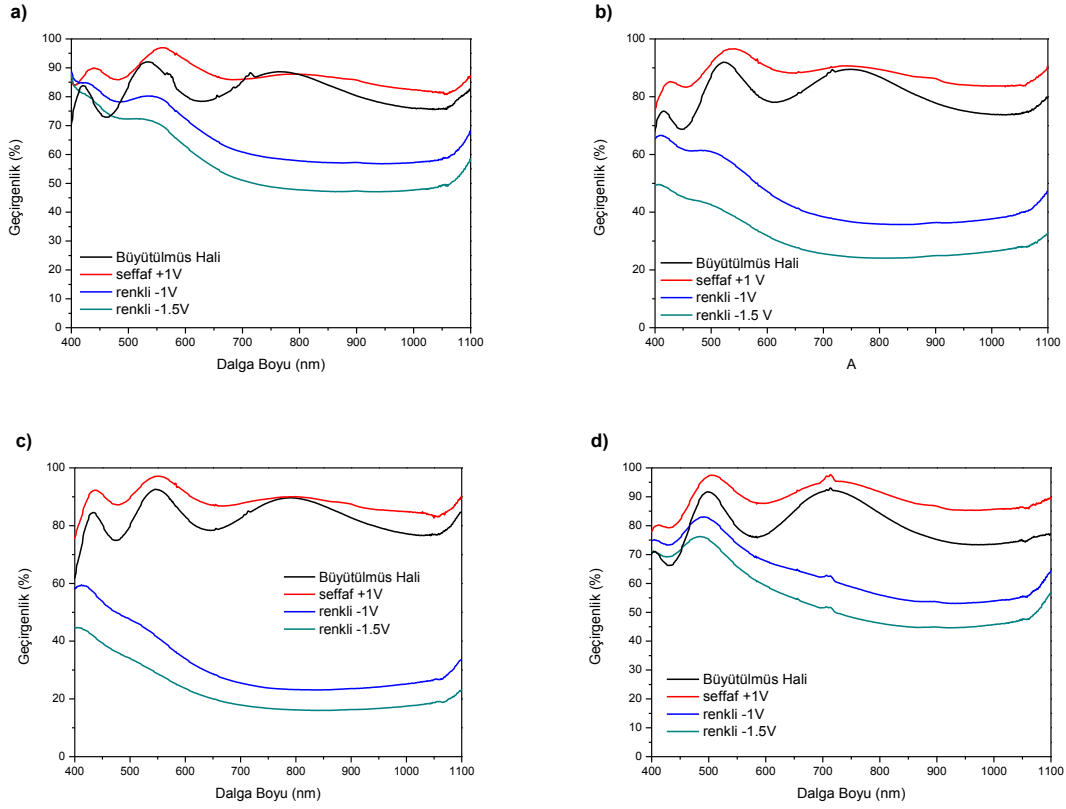 a)
100
90
80
70
60
50
40
30
20
10
0
Geçirgenlik (%)
Büyütülmüs Hali
seffaf +1V
renkli -1V
renkli -1.5V
400 500 600 700 800 900 1000 1100
Dalga Boyu (nm)
b)
100
80
60
40
20
0
Geçirgenlik (%)
Büyütülmüs Hali
seffaf +1 V
renkli -1V
renkli -1.5 V
400 500 600 700 800 900 1000 1100
A
c)
100
80
60
40
20
0
Geçirgenlik (%)
Büyütülmüs Hali
seffaf +1V
renkli -1V
renkli -1.5V
400 500 600 700 800 900 1000 1100
Dalga Boyu (nm)
d)
100
90
80
70
60
50
40
30
20
10
0
Geçirgenlik (%)
Büyütülmüs Hali
seffaf +1V
renkli -1V
renkli -1.5V
400 500 600 700 800 900 1000 1100
Dalga Boyu (nm)